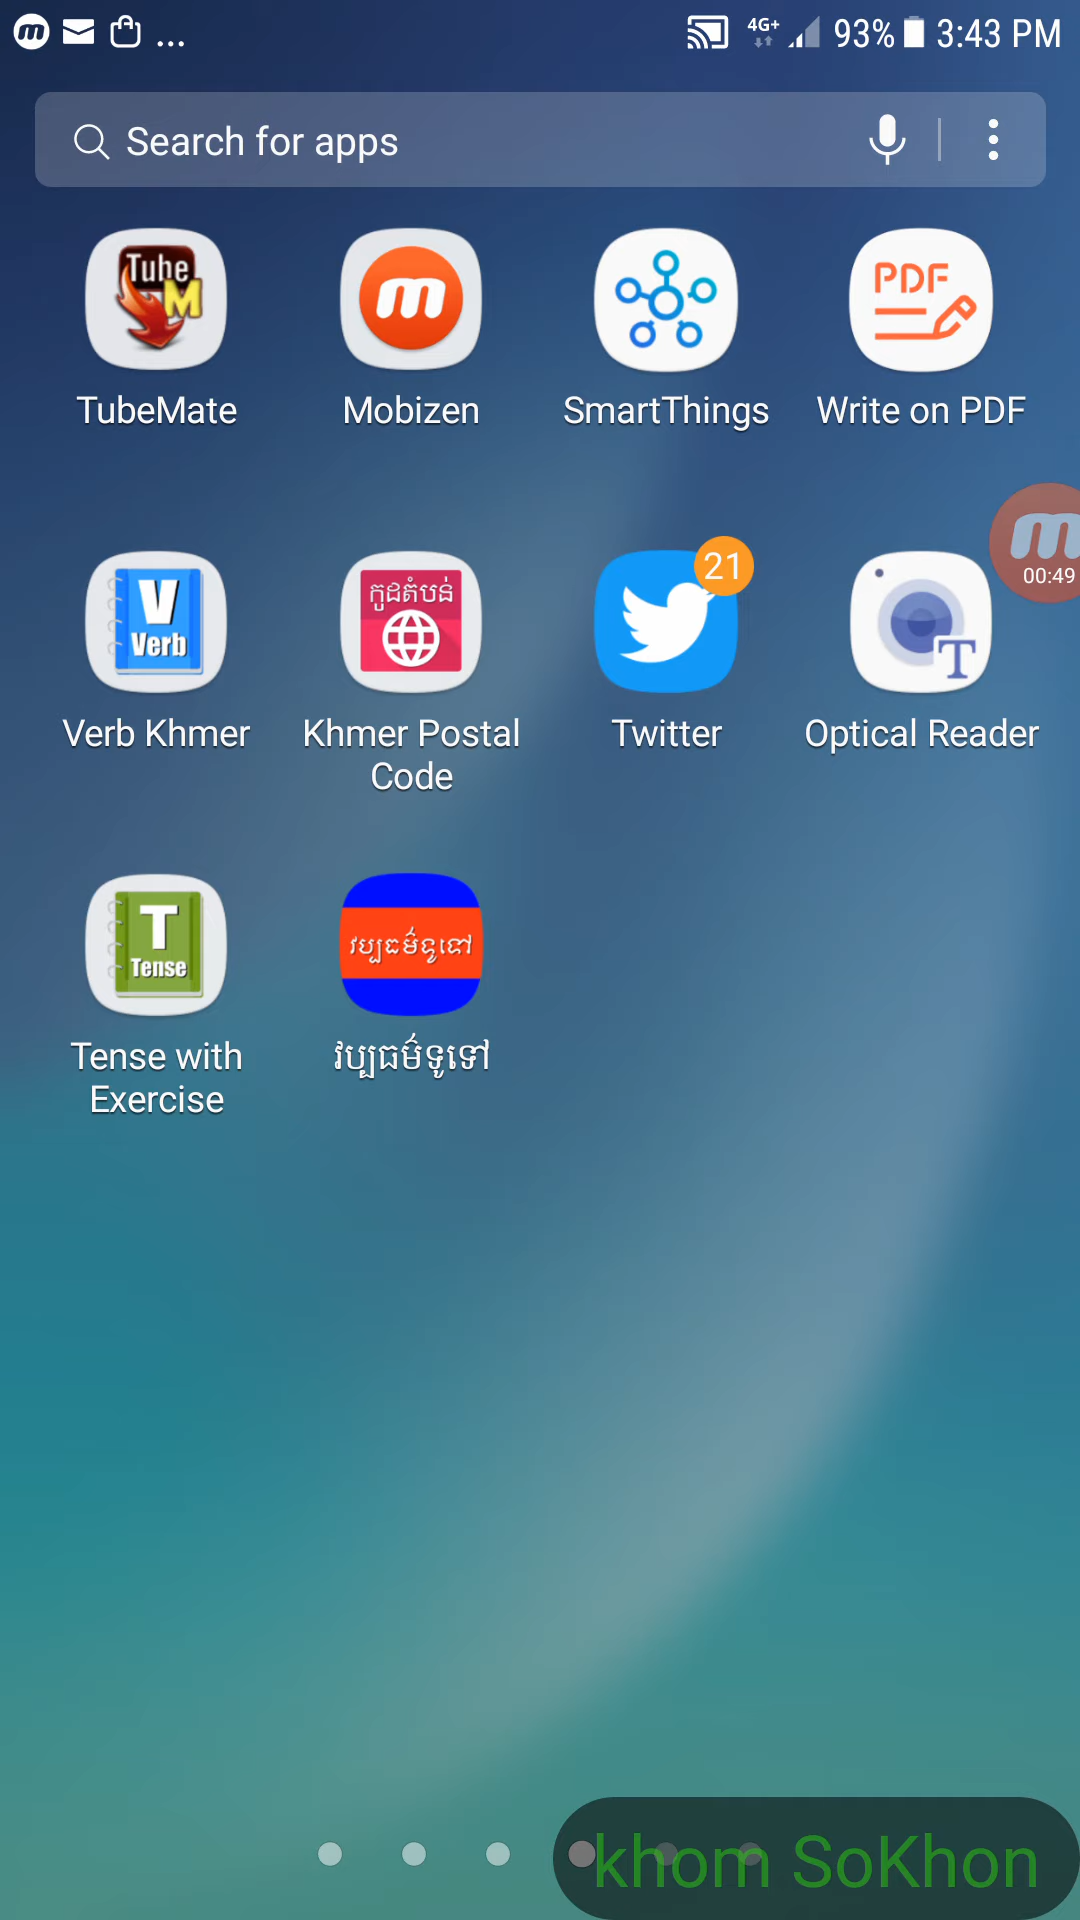 4G+ 93% 3:43 PM
Search for apps
Tube
M
m
PDF
TubeMate Mobizen SmartThings Write on PDF
m
00:49
V
Verb
កូដតំបន់
21
T
Verb Khmer Khmer Postal Code Twitter Optical Reader
T
Tense
វប្បធម៌ទូទៅ
Tense with Exercise វប្បធម៌ទូទៅ
khom SoKhon